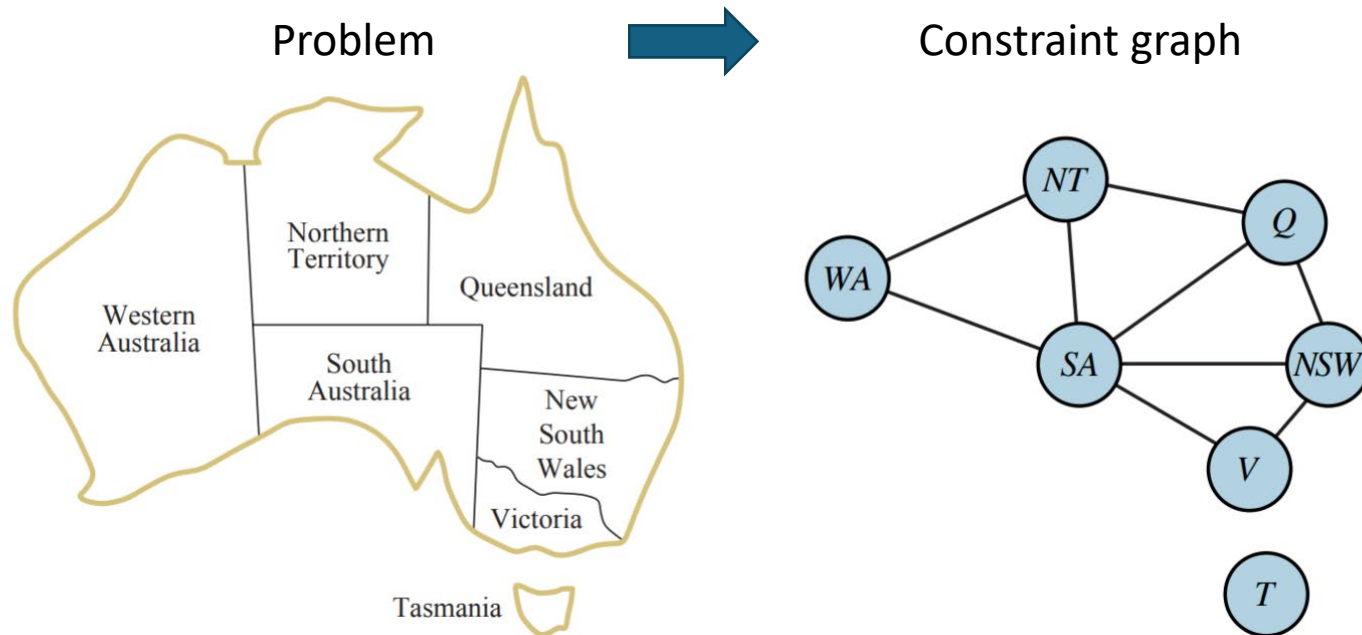 Problem
Constraint graph
Northern
Territory
Western
Australia
South
Australia
Queensland
New
South
Wales
Victoria
Tasmania
NT
Q
WA
SA
NSW
V
T